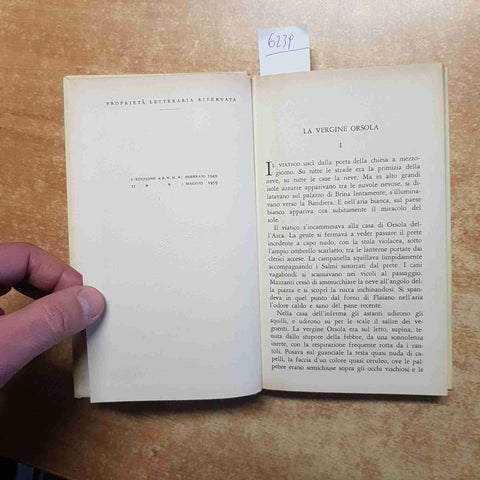 6239
PROPRIETÀ LETTERARIA RISERVATA
I EDIZIONE FEBBRAIO 1949
II MAGGIO 1959
LA VERGINE ORSOLA
I
IL VIATICO uscì dalla porta della chiesa a mezzo-
giorno. Su tutte le strade era la primizia della
neve, su tutte le case la neve. Ma in alto grandi
isole azzurre apparivano tra le nuvole nevose, si di-
latavano sul palazzo di Brina lentamente, s'illumina-
vano verso la Bandiera. E nell'aria bianca, sul paese
bianco appariva ora subitamente il miracolo del
sole.
Il viatico s'incamminava alla casa di Orsola del-
l'Arca. La gente si fermava a veder passare il prete
incedente a capo nudo, con la stola violacea, sotto
l'ampio ombrello scarlatto, tra le lanterne portate dai
clerici accese. La campanella squillava limpidamente
accompagnando i Salmi susurrati dal prete. I cani
vagabondi si scansavano nei vicoli al passaggio.
Mazzanti cessò di ammucchiare la neve all'angolo del-
la piazza e si scoprì la zucca inchinandosi. Si span-
deva in quel punto dal forno di Flaiano nell'aria
l'odore caldo e sano del pane recente.
Nella casa dell'inferma gli astanti udirono gli
squilli, e udirono su per le scale il salire dei ve-
gnenti. La vergine Orsola era sul letto, supina, te-
nuta dallo stupore della febbre, da una sonnolenza
inerte, con la respirazione frequente rotta da i ran-
toli. Posava sul guanciale la testa quasi nuda di ca-
pelli, la faccia d'un colore quasi ceruleo, ove le pal-
pebre erano semichiuse sopra gli occhi vischiosi e le